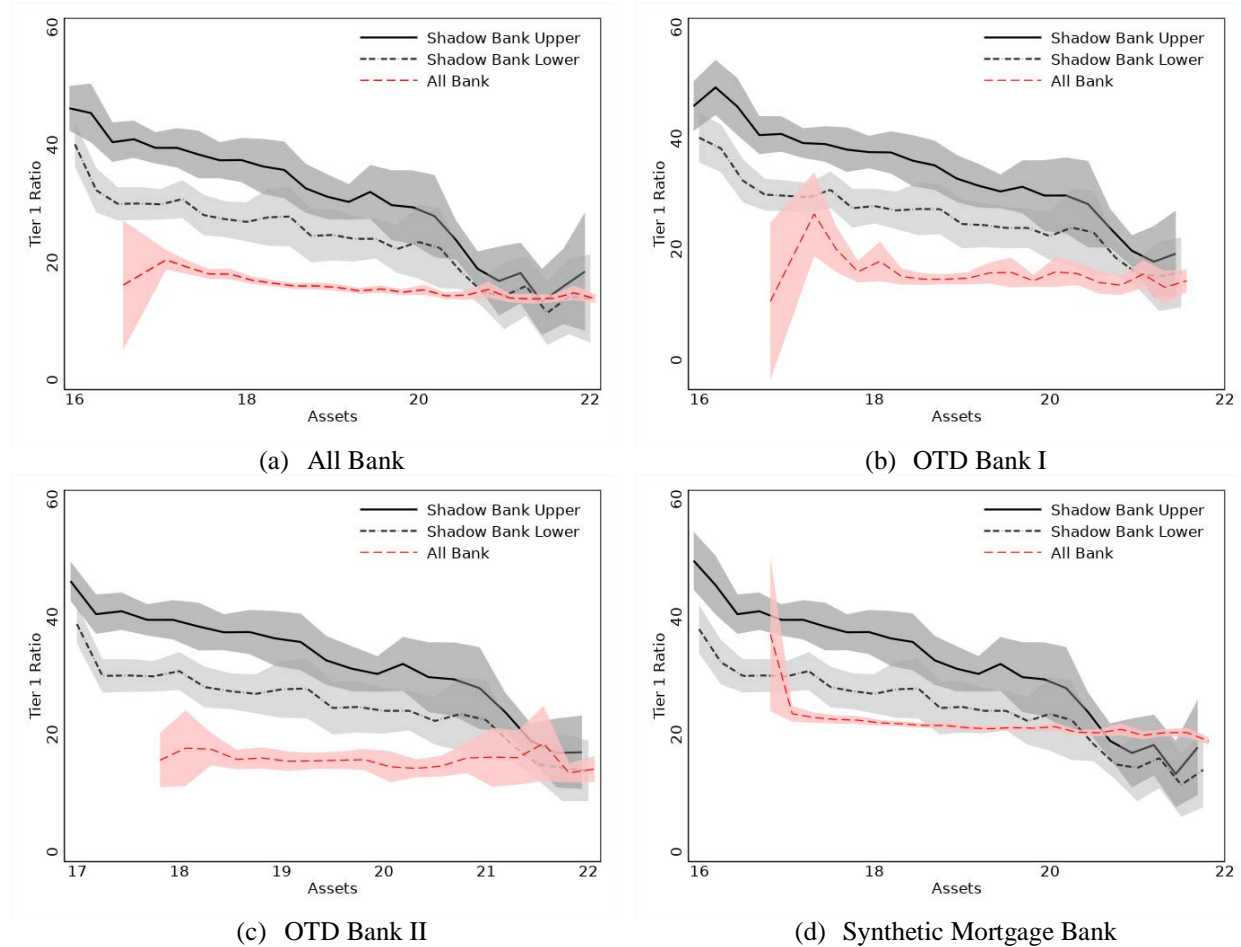 60
40
20
0
Tier 1 Ratio
Shadow Bank Upper
Shadow Bank Lower
All Bank
16 18 20 22
Assets
(a) All Bank
60
40
20
0
Tier 1 Ratio
Shadow Bank Upper
Shadow Bank Lower
All Bank
16 18 20 22
Assets
(b) OTD Bank I
60
40
20
0
Tier 1 Ratio
Shadow Bank Upper
Shadow Bank Lower
All Bank
17 18 19 20 21 22
Assets
(c) OTD Bank II
60
40
20
0
Tier 1 Ratio
Shadow Bank Upper
Shadow Bank Lower
All Bank
16 18 20 22
Assets
(d) Synthetic Mortgage Bank